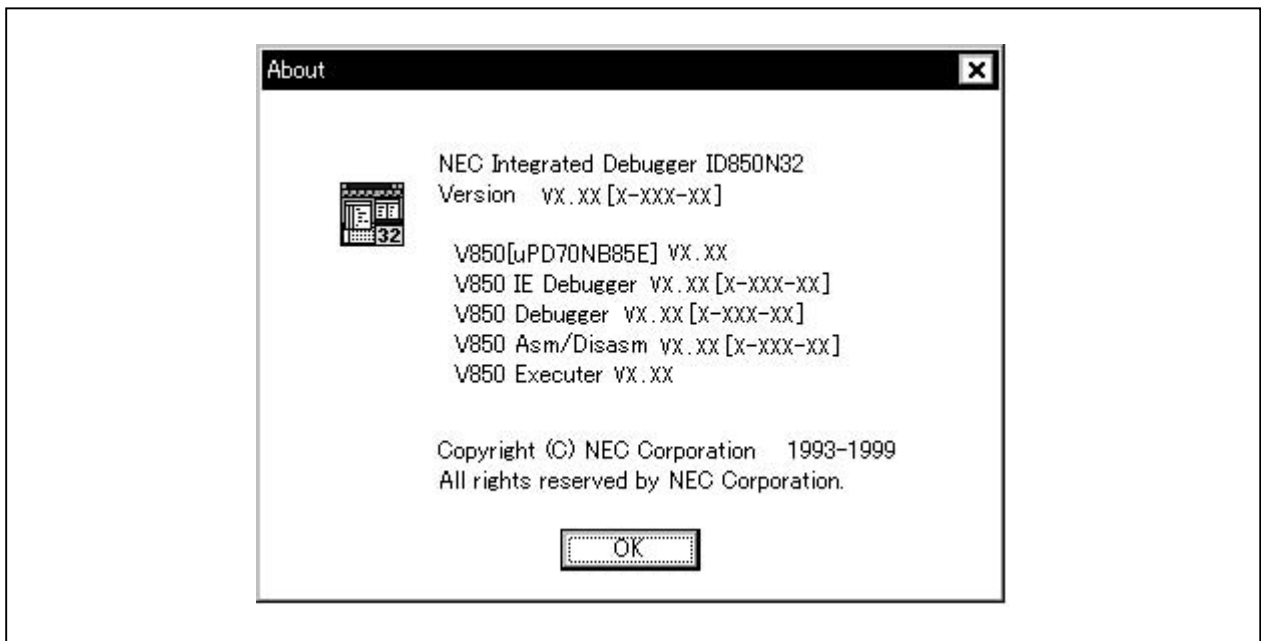 About
NEC Integrated Debugger ID850N32
Version VX.XX[X-XXX-XX]
32
V850[uPD70NB85E] VX.XX
V850 IE Debugger VX.XX[X-XXX-XX]
V850 Debugger VX.XX[X-XXX-XX]
V850 Asm/Disasm VX.XX[X-XXX-XX]
V850 Executer VX.XX
Copyright (C) NEC Corporation 1993-1999
All rights reserved by NEC Corporation.
OK